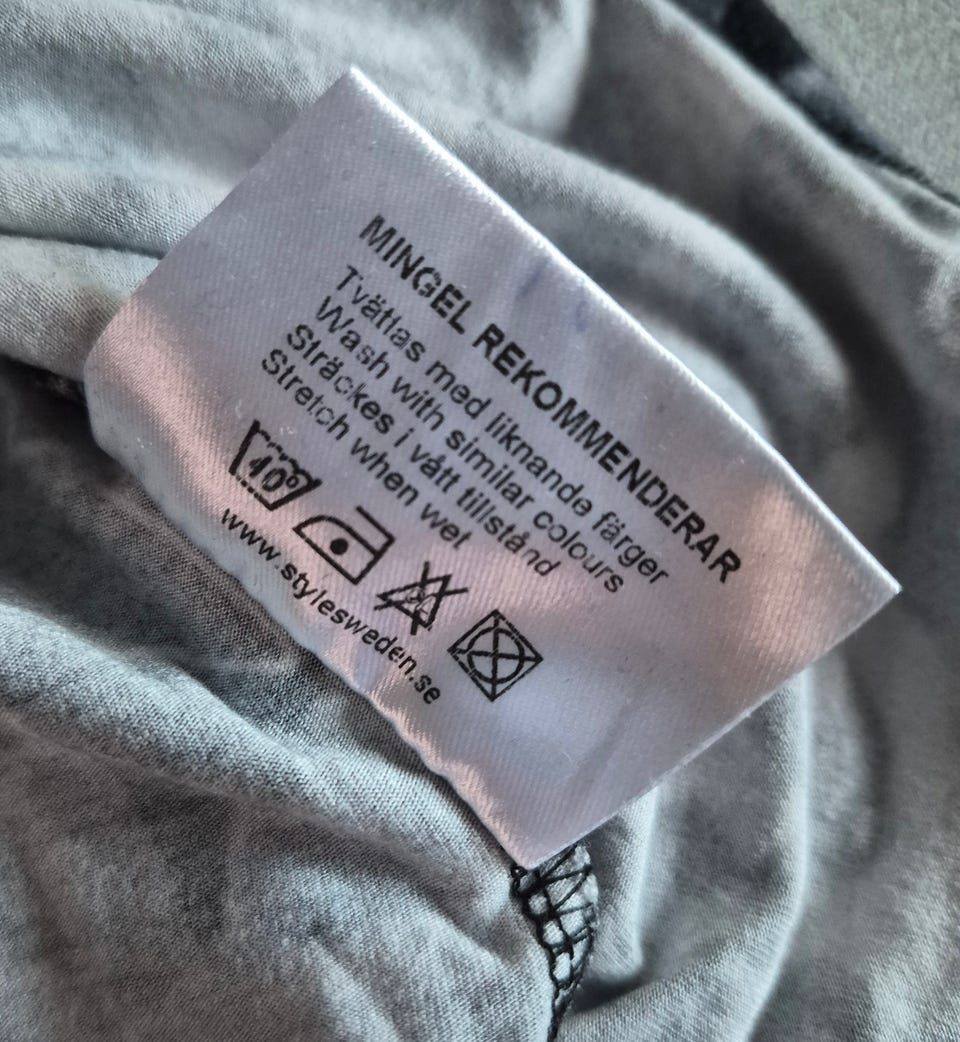 MINGEL REKOMMENDERAR
Tvättas med liknande färger
Wash with similar colours
Sträckes i vått tillstånd
Stretch when wet
40°
www.stylesweden.se